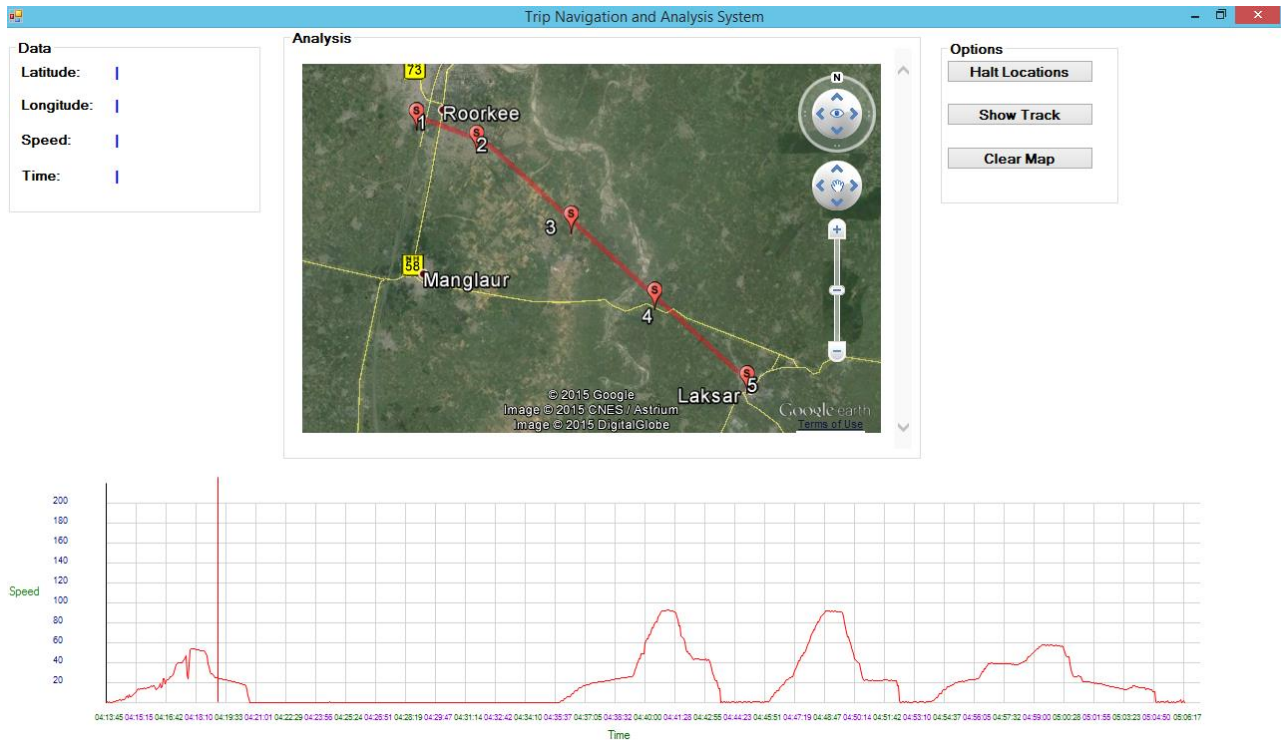 Trip Navigation and Analysis System
Data
Latitude:
Longitude:
Speed:
Time:
Analysis
73
Roorkee
1
2
3
58
Manglaur
4
5
Laksar
N
© 2015 Google
Image © 2015 CNES / Astrium
Image © 2015 DigitalGlobe
Google earth
Terms of Use
Options
Halt Locations
Show Track
Clear Map
200
180
160
140
120
100
80
60
40
20
Speed
04:13:45 04:15:15 04:16:42 04:18:10 04:19:33 04:21:01 04:22:29 04:23:56 04:25:24 04:26:51 04:28:19 04:29:47 04:31:14 04:32:42 04:34:10 04:35:37 04:37:05 04:38:32 04:40:00 04:41:28 04:42:55 04:44:23 04:45:51 04:47:19 04:48:47 04:50:14 04:51:42 04:53:10 04:54:37 04:56:05 04:57:32 04:59:00 05:00:28 05:01:55 05:03:23 05:04:50 05:06:17
Time